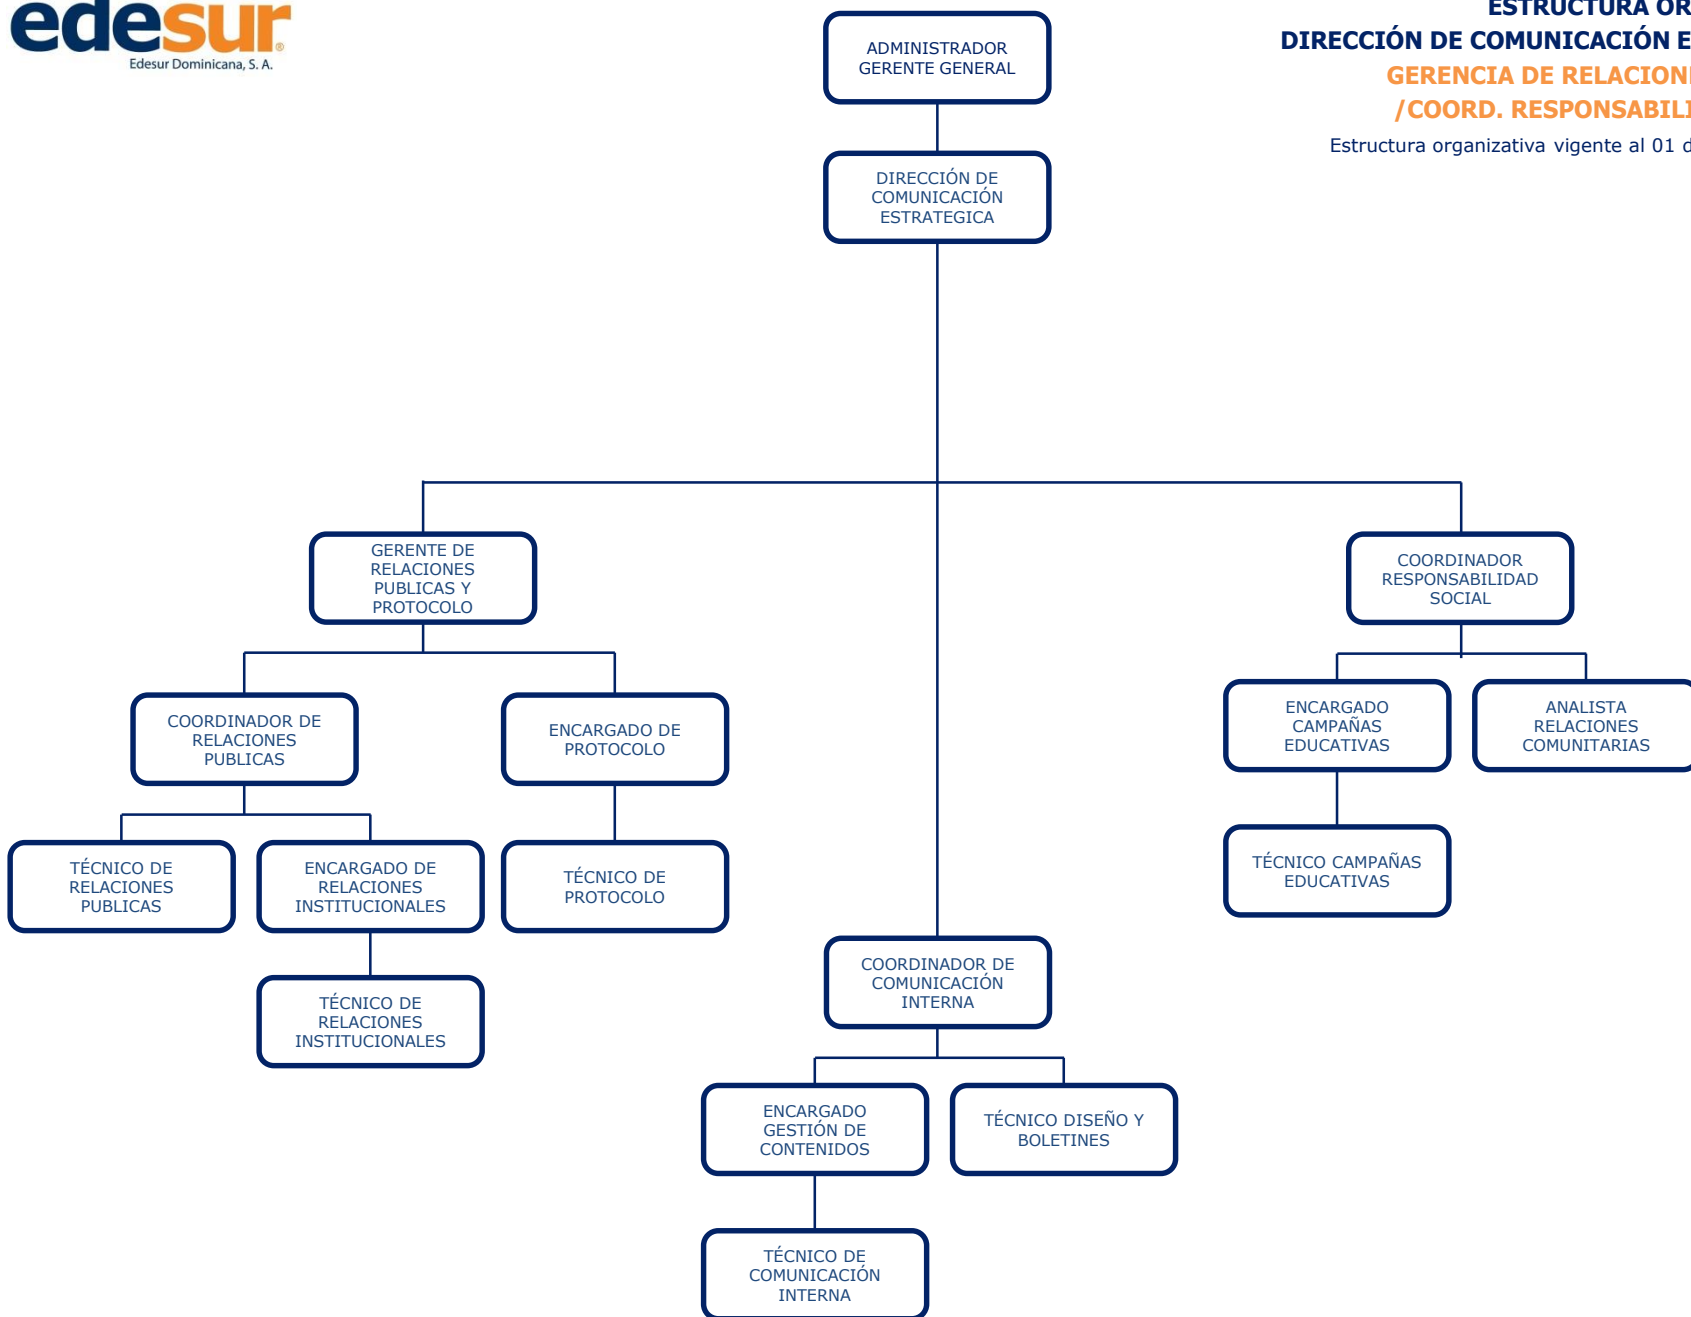 edesur
Edesur Dominicana, S. A.
DIRECCIÓN DE COMUNICACIÓN
GERENCIA DE
/COORD.
ESTRUCTURA
Estructura organizativa vigente al 01
ADMINISTRADOR
GERENTE GENERAL
DIRECCIÓN DE
COMUNICACIÓN
ESTRATEGICA
GERENTE DE
RELACIONES
PUBLICAS Y
PROTOCOLO
COORDINADOR
RESPONSABILIDAD
SOCIAL
COORDINADOR DE
RELACIONES
PUBLICAS
ENCARGADO DE
PROTOCOLO
ENCARGADO
CAMPAÑAS
EDUCATIVAS
ANALISTA
RELACIONES
COMUNITARIAS
TÉCNICO DE
RELACIONES
PUBLICAS
ENCARGADO DE
RELACIONES
INSTITUCIONALES
TÉCNICO DE
PROTOCOLO
TÉCNICO CAMPAÑAS
EDUCATIVAS
TÉCNICO DE
RELACIONES
INSTITUCIONALES
COORDINADOR DE
COMUNICACIÓN
INTERNA
ENCARGADO
GESTIÓN DE
CONTENIDOS
TÉCNICO DISEÑO Y
BOLETINES
TÉCNICO DE
COMUNICACIÓN
INTERNA